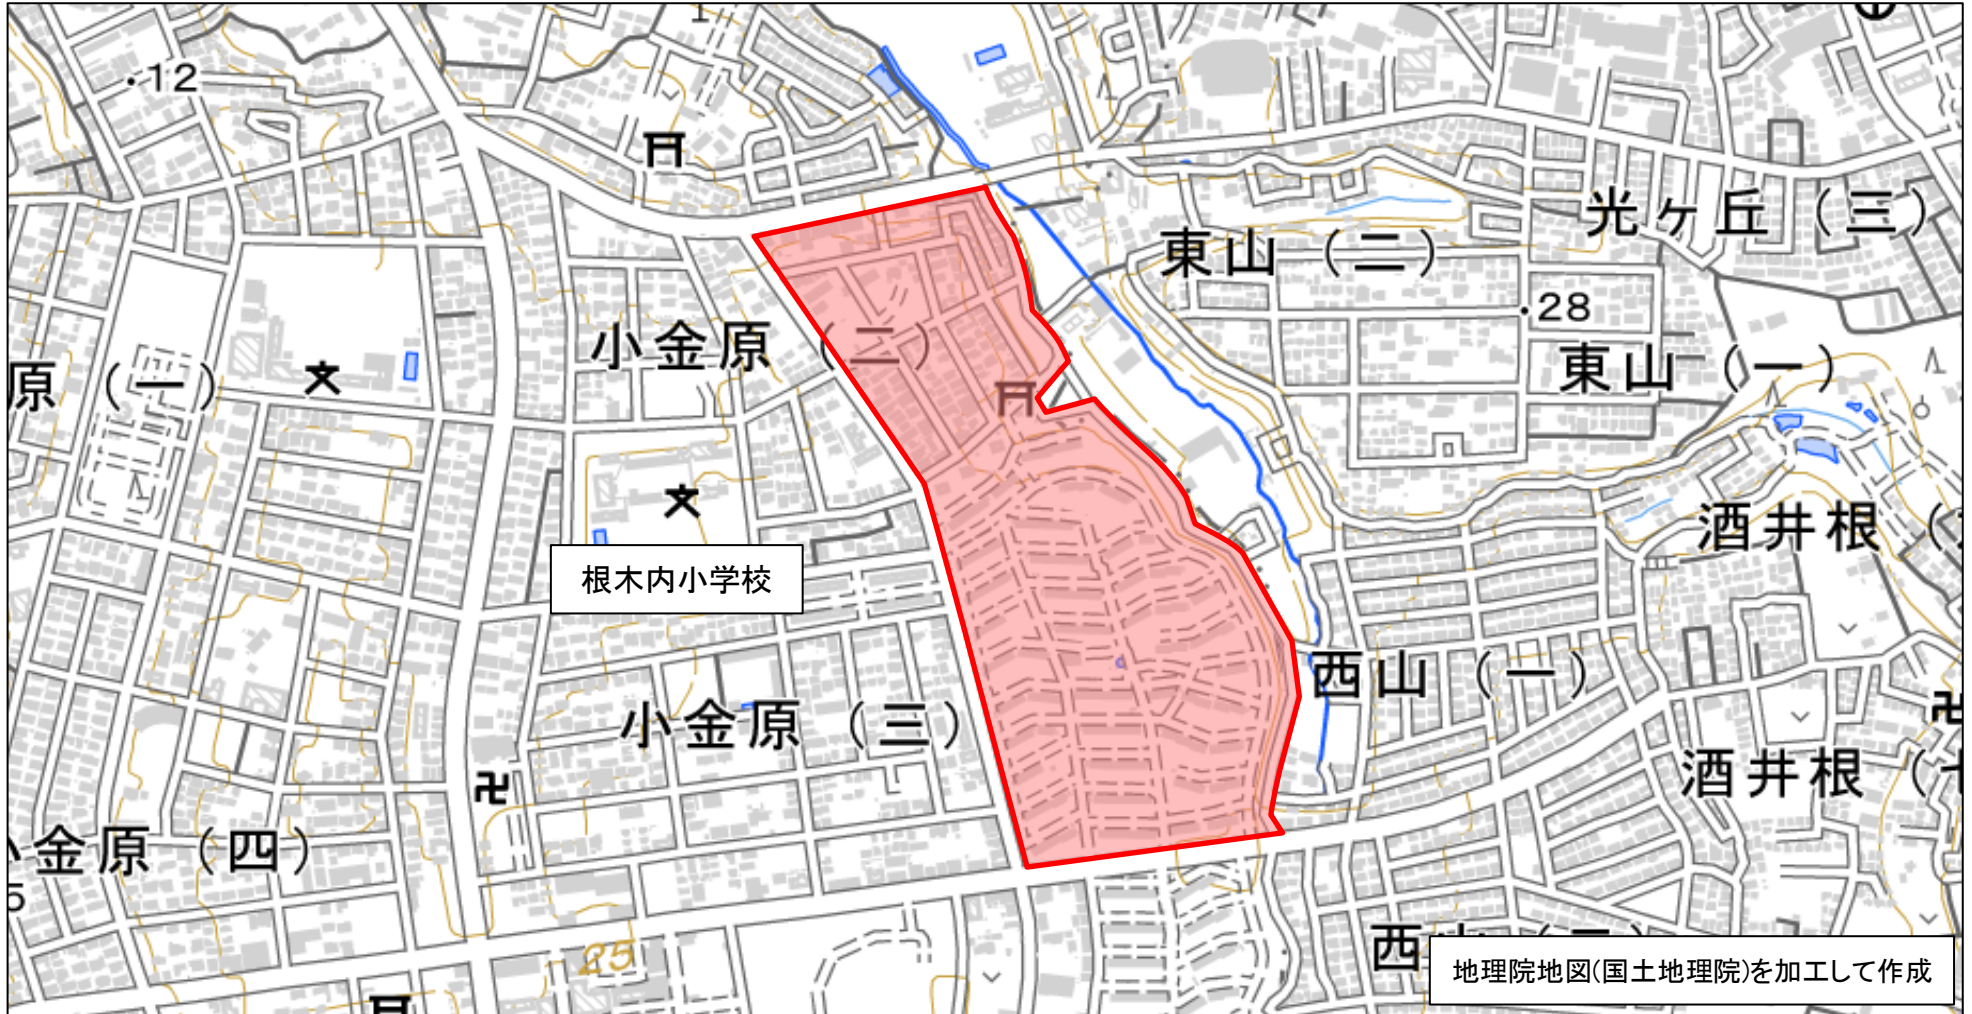 ・12
光ヶ丘（三）
東山（二）
・28
小金原（二）
東山（一）
原（一）
酒井根（
根木内小学校
西山（一）
小金原（三）
酒井根（
金原（四）
5
25
西山（二）
地理院地図(国土地理院)を加工して作成